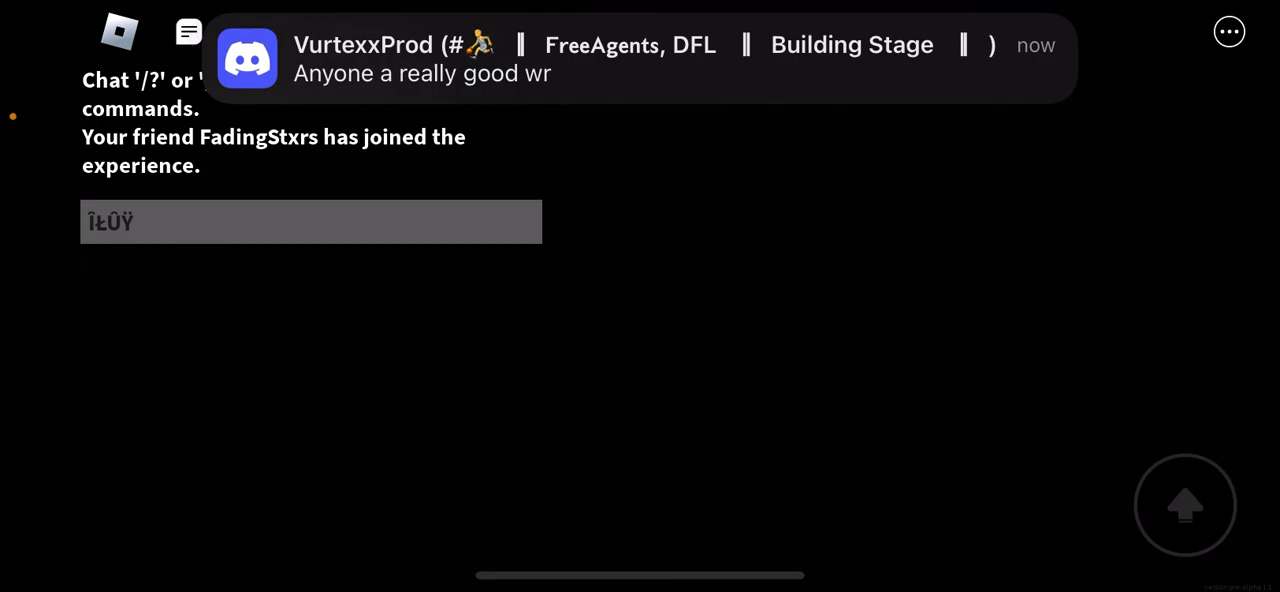 VurtexxProd (# ‖ FreeAgents, DFL ‖ Building Stage ‖ ) now
Anyone a really good wr
Chat '/?' or '
commands.
Your friend FadingStxrs has joined the
experience.
ÎŁÛŸ